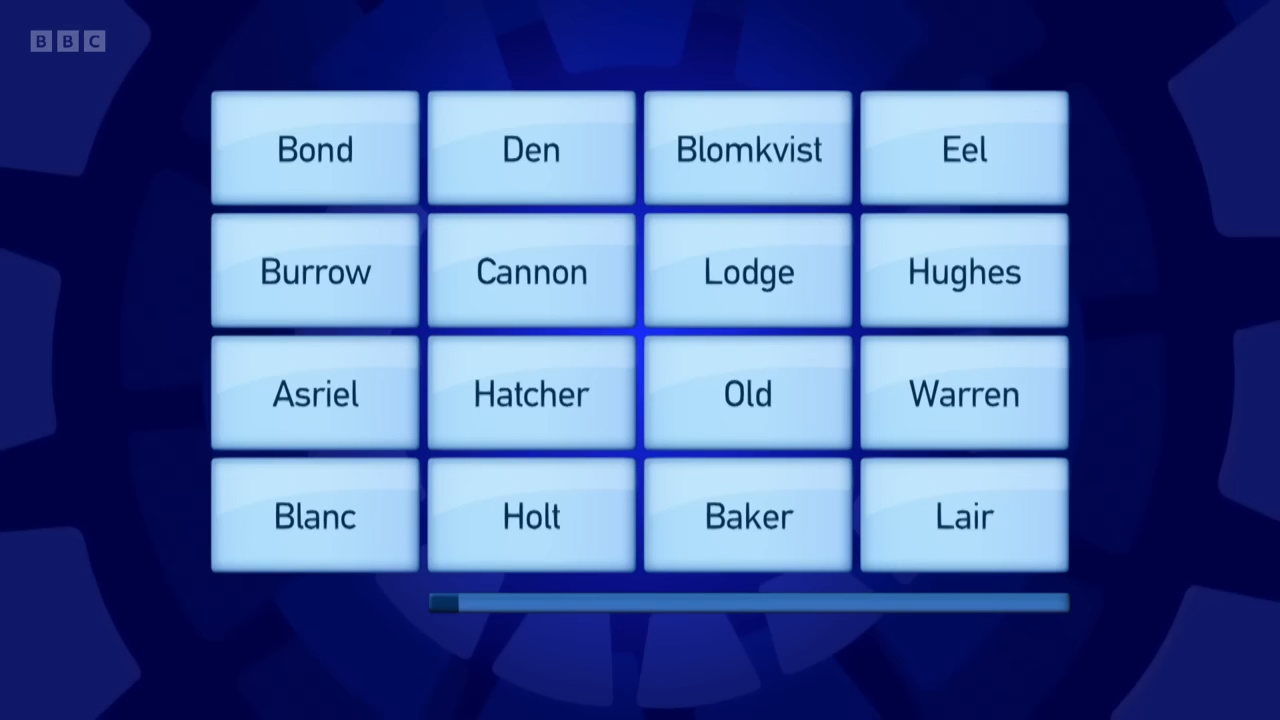 BBC
Bond
Den
Blomkvist
Eel
Burrow
Cannon
Lodge
Hughes
Asriel
Hatcher
Old
Warren
Blanc
Holt
Baker
Lair